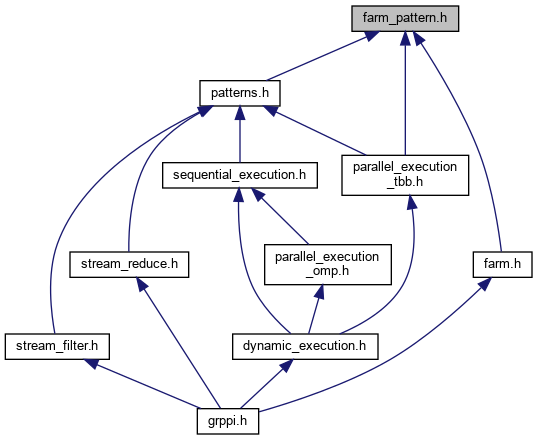 farm_pattern.h
patterns.h
sequential_execution.h
parallel_execution
_tbb.h
stream_reduce.h
parallel_execution
_omp.h
farm.h
stream_filter.h
dynamic_execution.h
grppi.h